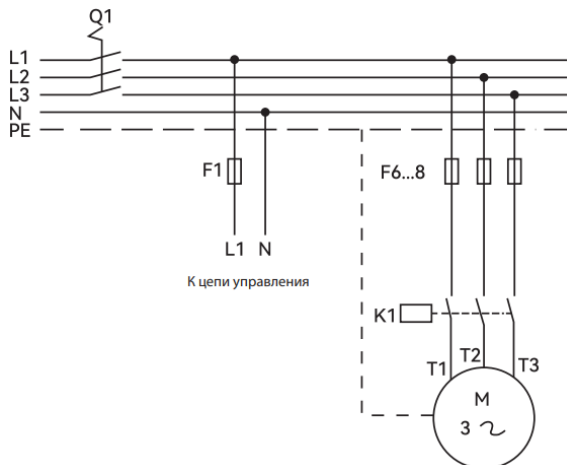 Q1
L1
L2
L3
N
PE
F1
F6...8
L1 N
К цепи управления
K1
T1 T2 T3
M
3